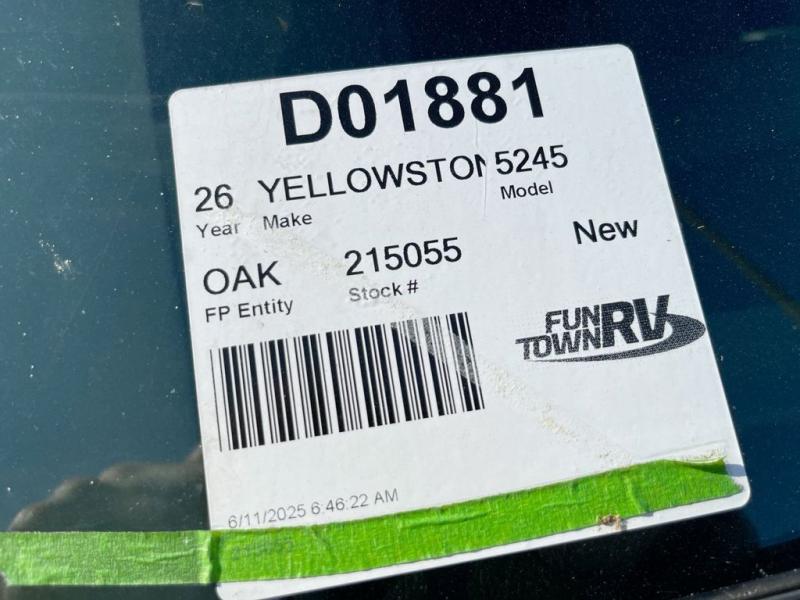 D01881
26 YELLOWSTON 5245
Year Make Model
OAK 215055 New
FP Entity Stock #
FUN
TOWN RV
6/11/2025 6:46:22 AM